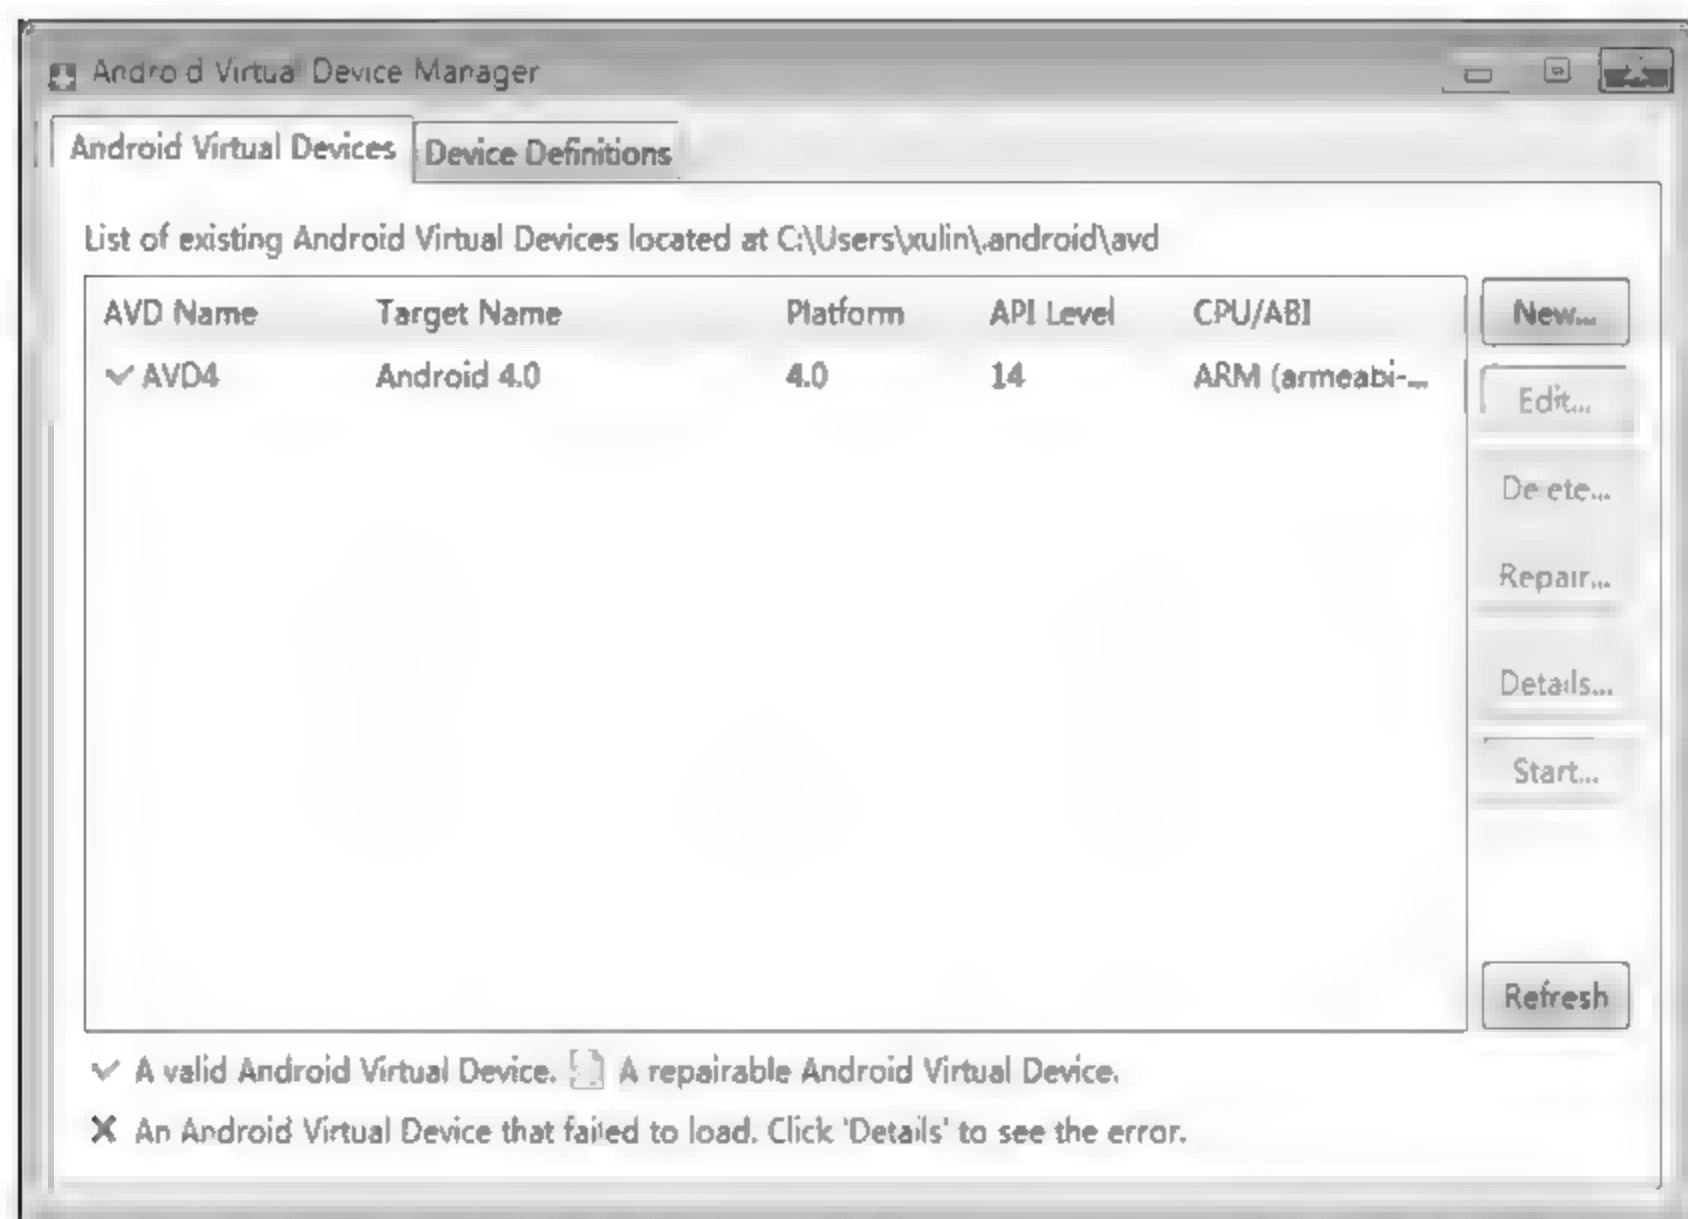 Android Virtual Device Manager
Android Virtual Devices Device Definitions
List of existing Android Virtual Devices located at C:\Users\xulin\.android\avd
AVD Name Target Name Platform API Level CPU/ABI New...
AVD4 Android 4.0 4.0 14 ARM (armeabi-...
Edit...
Delete...
Repair...
Details...
Start...
Refresh
A valid Android Virtual Device. A repairable Android Virtual Device.
An Android Virtual Device that failed to load. Click 'Details' to see the error.